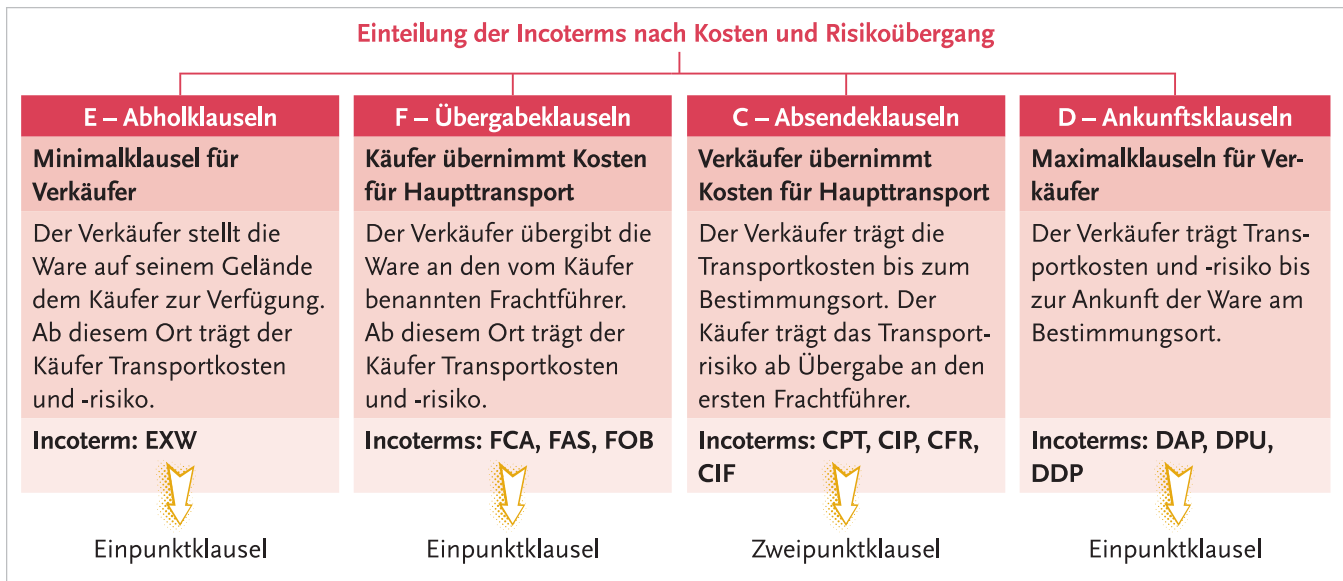 Einteilung der Incoterms nach Kosten und Risikoübergang
E – Abholklauseln
Minimalklausel für
Verkäufer
Der Verkäufer stellt die
Ware auf seinem Gelände
dem Käufer zur Verfügung.
Ab diesem Ort trägt der
Käufer Transportkosten
und -risiko.
Incoterm: EXW
Einpunktklausel
F – Übergabeklauseln
Käufer übernimmt Kosten
für Haupttransport
Der Verkäufer übergibt die
Ware an den vom Käufer
benannten Frachtführer.
Ab diesem Ort trägt der
Käufer Transportkosten
und -risiko.
Incoterms: FCA, FAS, FOB
Einpunktklausel
C – Absendeklauseln
Verkäufer übernimmt
Kosten für Haupttransport
Der Verkäufer trägt die
Transportkosten bis zum
Bestimmungsort. Der
Käufer trägt das Transport-
risiko ab Übergabe an den
ersten Frachtführer.
Incoterms: CPT, CIP, CFR,
CIF
Zweipunktklausel
D – Ankunftsklauseln
Maximalklauseln für Ver-
käufer
Der Verkäufer trägt Trans-
portkosten und -risiko bis
zur Ankunft der Ware am
Bestimmungsort.
Incoterms: DAP, DPU,
DDP
Einpunktklausel